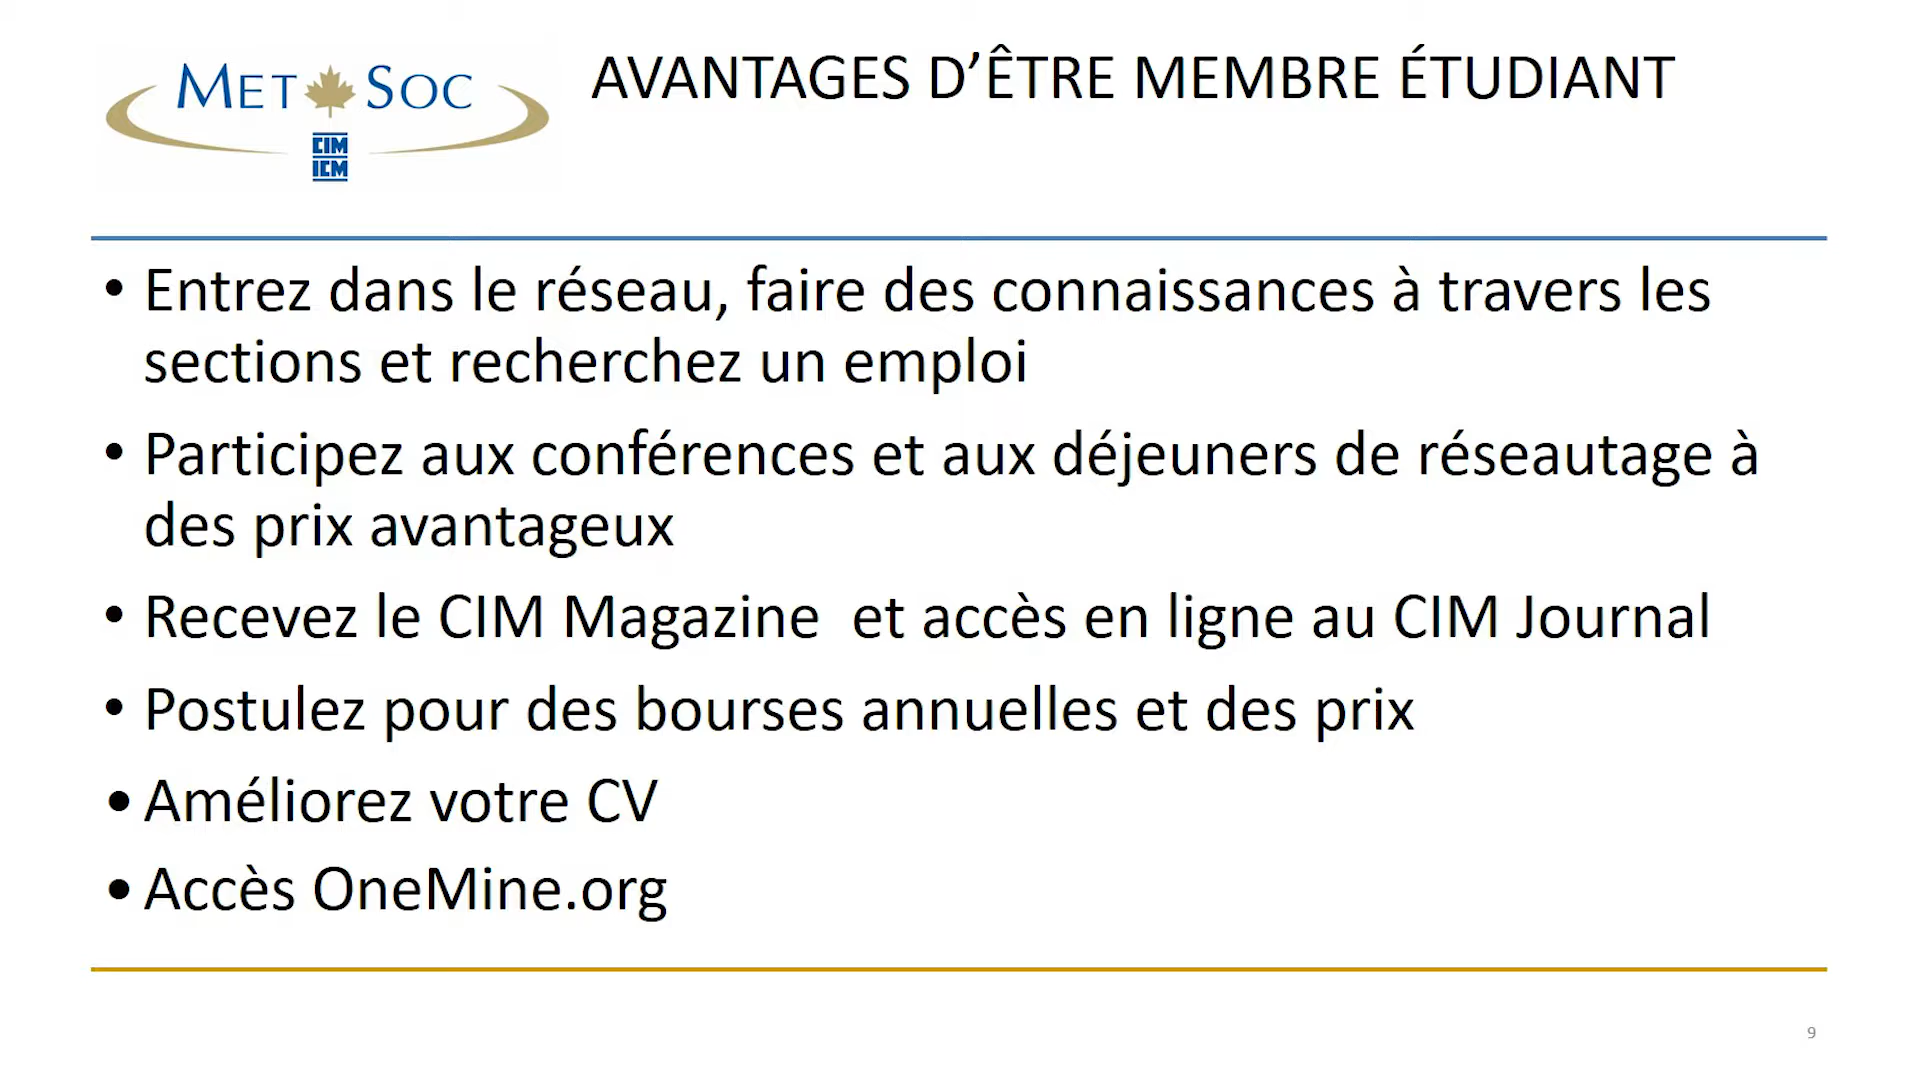 MET SOC
CIM
ICM
AVANTAGES D’ÊTRE MEMBRE ÉTUDIANT
• Entrez dans le réseau, faire des connaissances à travers les
sections et recherchez un emploi
• Participez aux conférences et aux déjeuners de réseautage à
des prix avantageux
• Recevez le CIM Magazine  et accès en ligne au CIM Journal
• Postulez pour des bourses annuelles et des prix
• Améliorez votre CV
• Accès OneMine.org
9